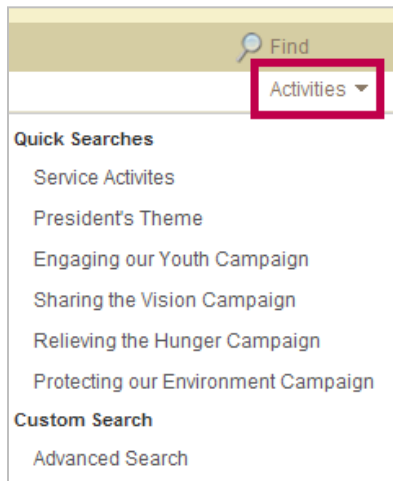 Find
Activities
Quick Searches
Service Activites
President's Theme
Engaging our Youth Campaign
Sharing the Vision Campaign
Relieving the Hunger Campaign
Protecting our Environment Campaign
Custom Search
Advanced Search